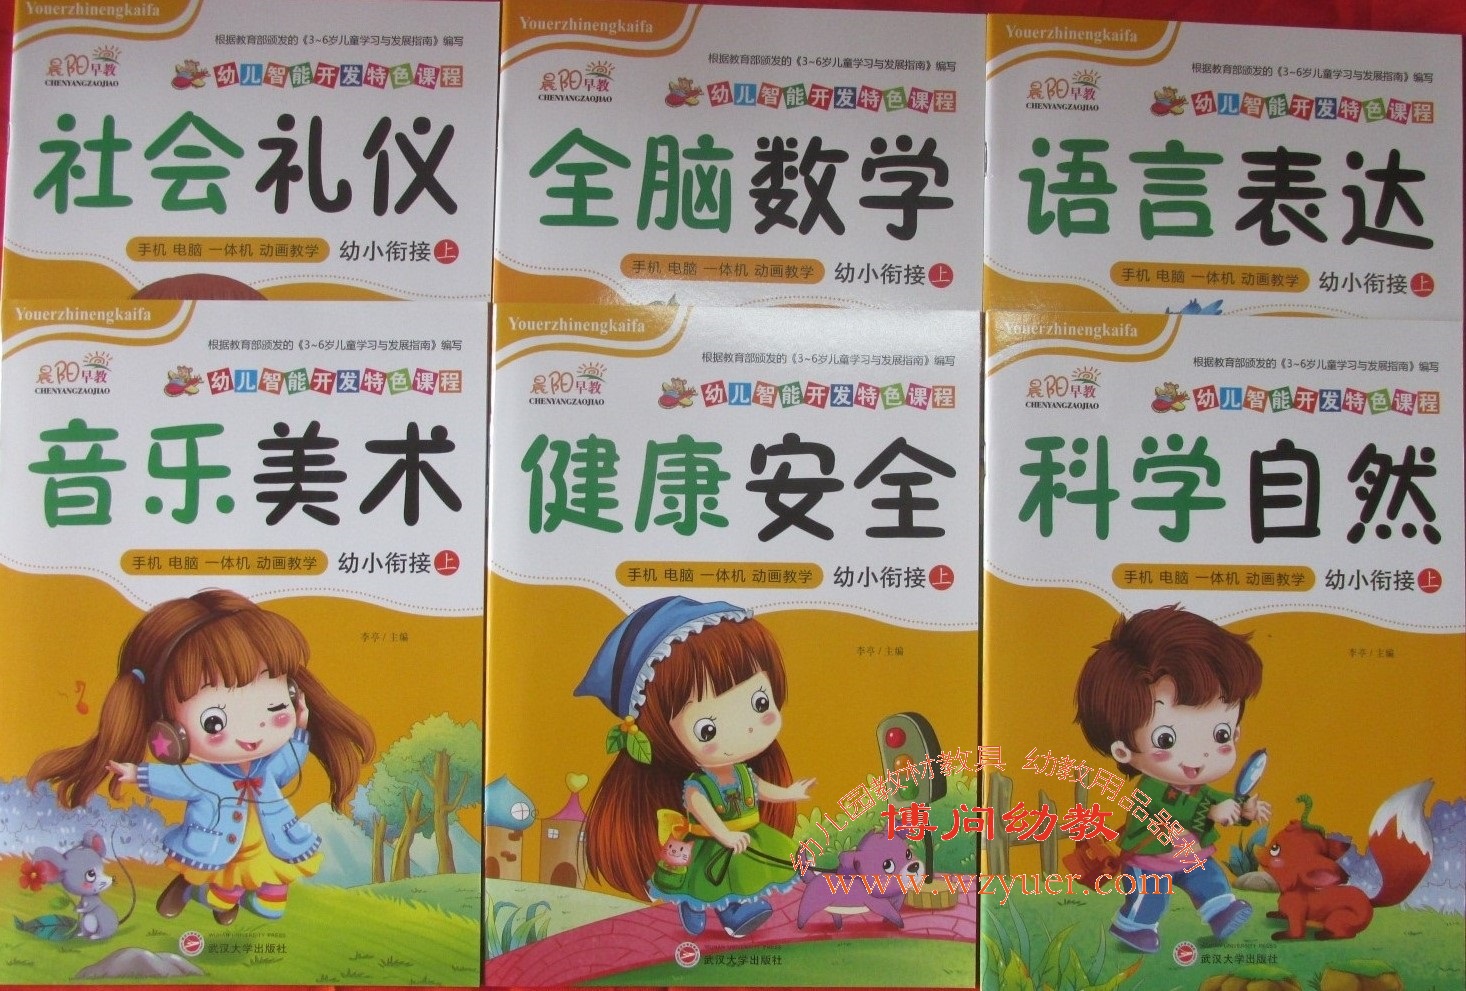 Youerzhinengkaifa
根据教育部颁发的《3~6岁儿童学习与发展指南》编写
晨阳早教
CHENYANGZAOJIAO
幼儿智能开发特色课程
社会礼仪
手机 电脑 一体机 动画教学
幼小衔接 上
Youerzhinengkaifa
根据教育部颁发的《3~6岁儿童学习与发展指南》编写
晨阳早教
CHENYANGZAOJIAO
幼儿智能开发特色课程
全脑数学
手机 电脑 一体机 动画教学
幼小衔接 上
Youerzhinengkaifa
根据教育部颁发的《3~6岁儿童学习与发展指南》编写
晨阳早教
CHENYANGZAOJIAO
幼儿智能开发特色课程
语言表达
手机 电脑 一体机 动画教学
幼小衔接 上
Youerzhinengkaifa
根据教育部颁发的《3~6岁儿童学习与发展指南》编写
晨阳早教
CHENYANGZAOJIAO
幼儿智能开发特色课程
音乐美术
手机 电脑 一体机 动画教学
幼小衔接 上
李亭/主编
WUHAN UNIVERSITY PRESS
武汉大学出版社
Youerzhinengkaifa
根据教育部颁发的《3~6岁儿童学习与发展指南》编写
晨阳早教
CHENYANGZAOJIAO
幼儿智能开发特色课程
健康安全
手机 电脑 一体机 动画教学
幼小衔接 上
李亭/主编
WUHAN UNIVERSITY PRESS
武汉大学出版社
Youerzhinengkaifa
根据教育部颁发的《3~6岁儿童学习与发展指南》编写
晨阳早教
CHENYANGZAOJIAO
幼儿智能开发特色课程
科学自然
手机 电脑 一体机 动画教学
幼小衔接 上
李亭/主编
WUHAN UNIVERSITY PRESS
武汉大学出版社
幼儿园教材教具 幼教用品器材
博问幼教
www.wzyuer.com